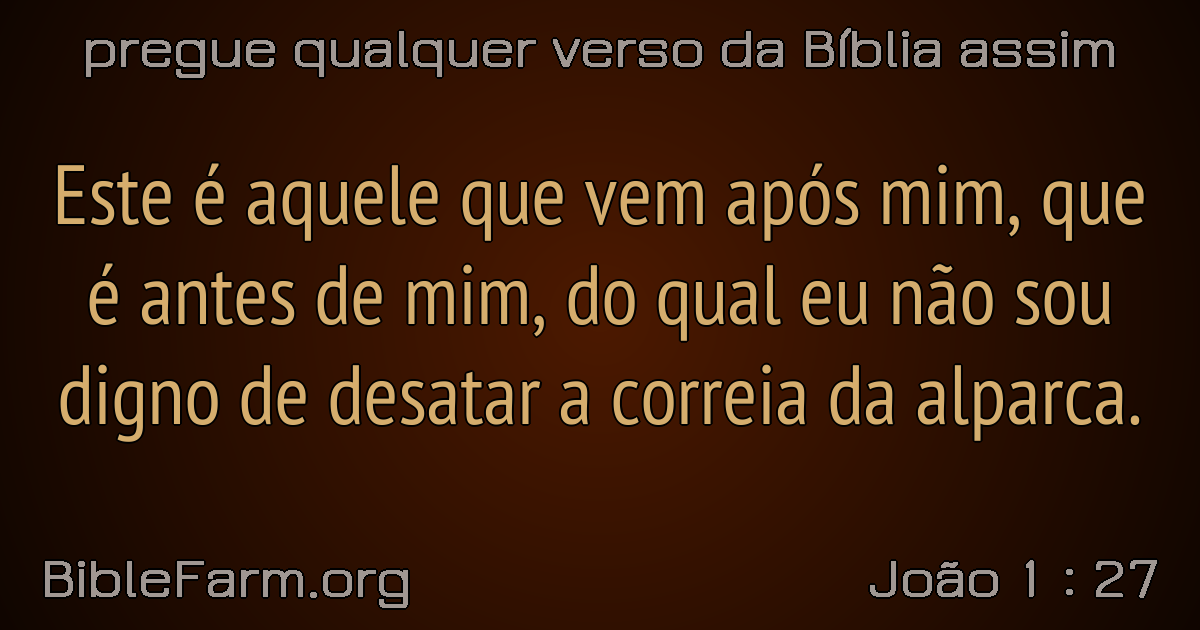 pregue qualquer verso da Bíblia assim
Este é aquele que vem após mim, que
é antes de mim, do qual eu não sou
digno de desatar a correia da alparca.
BibleFarm.org
João 1 : 27